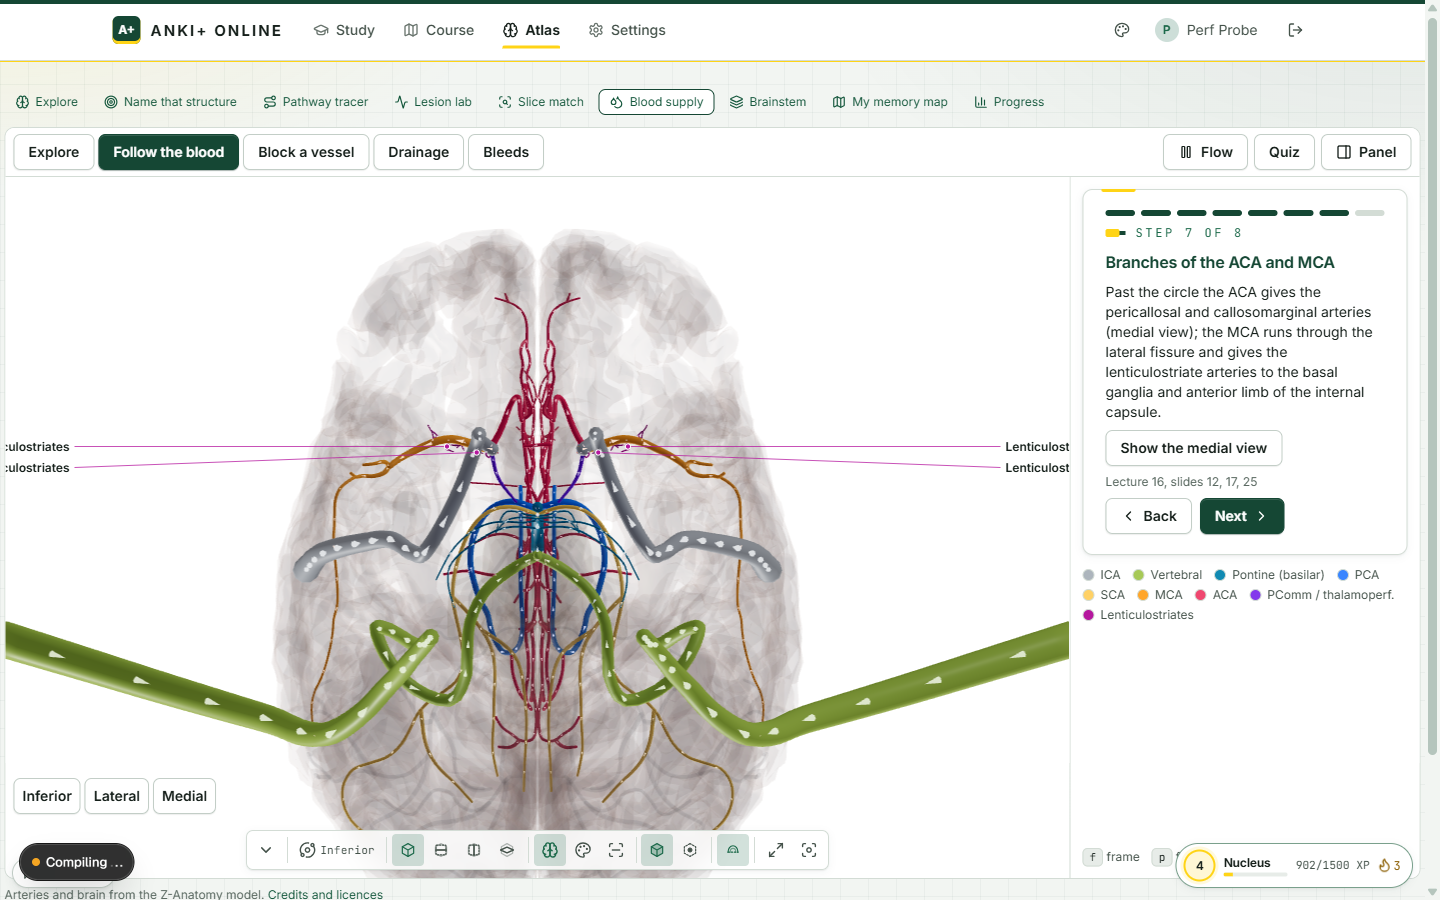 A+ ANKI+ ONLINE Study Course Atlas Settings P Perf Probe
Explore Name that structure Pathway tracer Lesion lab Slice match Blood supply Brainstem My memory map Progress
Explore Follow the blood Block a vessel Drainage Bleeds Flow Quiz Panel
STEP 7 OF 8
Branches of the ACA and MCA
Past the circle the ACA gives the
pericallosal and callosomarginal arteries
(medial view); the MCA runs through the
lateral fissure and gives the
lenticulostriate arteries to the basal
ganglia and anterior limb of the internal
capsule.
Show the medial view
Lecture 16, slides 12, 17, 25
Back Next
ICA Vertebral Pontine (basilar) PCA
SCA MCA ACA PComm / thalamoperf.
Lenticulostriates
culostriates Lenticulost
culostriates Lenticulost
Inferior Lateral Medial
Inferior
Compiling ...
f frame p
4 Nucleus 902/1500 XP 3
Arteries and brain from the Z-Anatomy model. Credits and licences